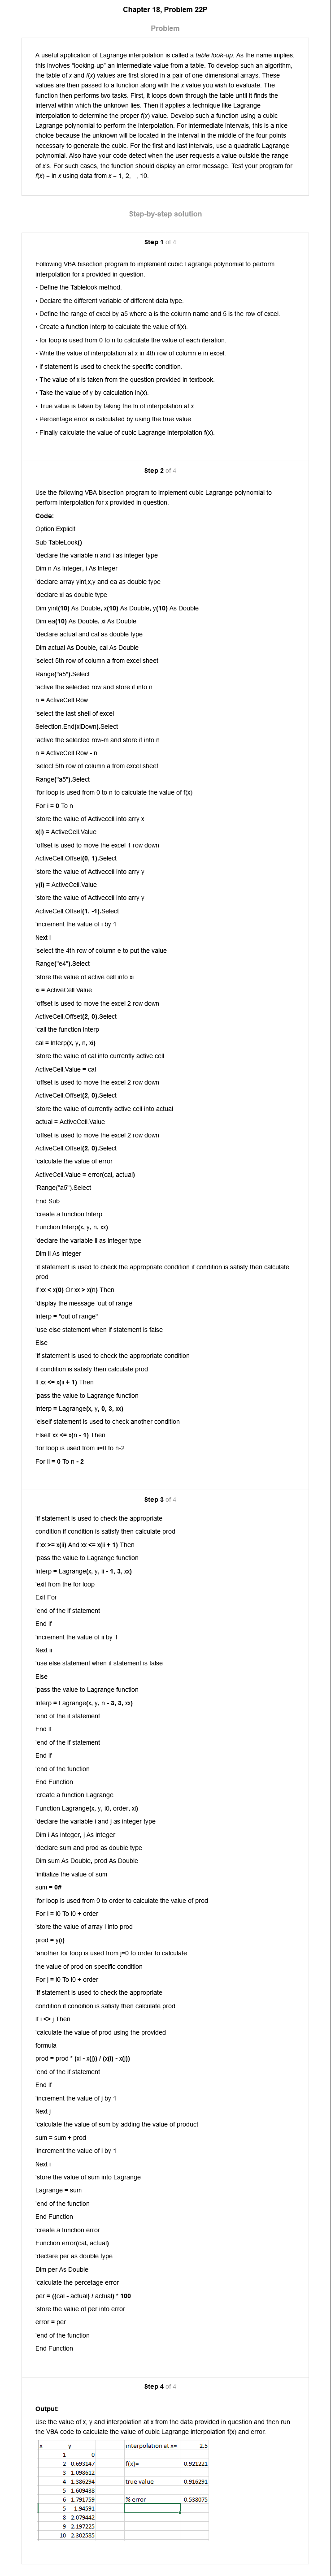 Chapter 18, Problem 22P
Problem
A useful application of Lagrange interpolation is called a table look-up. As the name implies,
this involves "looking-up" an intermediate value from a table. To develop such an algorithm,
the table of x and f(x) values are first stored in a pair of one-dimensional arrays. These
values are then passed to a function along with the x value you wish to evaluate. The
function then performs two tasks. First, it loops down through the table until it finds the
interval within which the unknown lies. Then it applies a technique like Lagrange
interpolation to determine the proper f(x) value. Develop such a function using a cubic
Lagrange polynomial to perform the interpolation. For intermediate intervals, this is a nice
choice because the unknown will be located in the interval in the middle of the four points
necessary to generate the cubic. For the first and last intervals, use a quadratic Lagrange
polynomial. Also have your code detect when the user requests a value outside the range
of x's. For such cases, the function should display an error message. Test your program for
f(x) = ln x using data from x = 1, 2, , 10.
Step-by-step solution
Step 1 of 4
Following VBA bisection program to implement cubic Lagrange polynomial to perform
interpolation for x provided in question.
• Define the Tablelook method.
• Declare the different variable of different data type.
• Define the range of excel by a5 where a is the column name and 5 is the row of excel.
• Create a function interp to calculate the value of f(x).
• for loop is used from 0 to n to calculate the value of each iteration.
• Write the value of interpolation at x in 4th row of column e in excel.
• if statement is used to check the specific condition.
• The value of x is taken from the question provided in textbook.
• Take the value of y by calculation ln(x).
• True value is taken by taking the ln of interpolation at x.
• Percentage error is calculated by using the true value.
• Finally calculate the value of cubic Lagrange interpolation f(x).
Step 2 of 4
Use the following VBA bisection program to implement cubic Lagrange polynomial to
perform interpolation for x provided in question.
Code:
Option Explicit
Sub TableLook()
'declare the variable n and i as integer type
Dim n As Integer, i As Integer
'declare array yint,x,y and ea as double type
'declare xi as double type
Dim yint(10) As Double, x(10) As Double, y(10) As Double
Dim ea(10) As Double, xi As Double
'declare actual and cal as double type
Dim actual As Double, cal As Double
'select 5th row of column a from excel sheet
Range("a5").Select
'active the selected row and store it into n
n = ActiveCell.Row
'select the last shell of excel
Selection.End(xlDown).Select
'active the selected row-m and store it into n
n = ActiveCell.Row - n
'select 5th row of column a from excel sheet
Range("a5").Select
'for loop is used from 0 to n to calculate the value of f(x)
For i = 0 To n
'store the value of Activecell into arry x
x(i) = ActiveCell.Value
'offset is used to move the excel 1 row down
ActiveCell.Offset(0, 1).Select
'store the value of Activecell into arry y
y(i) = ActiveCell.Value
'store the value of Activecell into arry y
ActiveCell.Offset(1, -1).Select
'increment the value of i by 1
Next i
'select the 4th row of column e to put the value
Range("e4").Select
'store the value of active cell into xi
xi = ActiveCell.Value
'offset is used to move the excel 2 row down
ActiveCell.Offset(2, 0).Select
'call the function Interp
cal = Interp(x, y, n, xi)
'store the value of cal into currently active cell
ActiveCell.Value = cal
'offset is used to move the excel 2 row down
ActiveCell.Offset(2, 0).Select
'store the value of currently active cell into actual
actual = ActiveCell.Value
'offset is used to move the excel 2 row down
ActiveCell.Offset(2, 0).Select
'calculate the value of error
ActiveCell.Value = error(cal, actual)
'Range("a5").Select
End Sub
'create a function Interp
Function Interp(x, y, n, xx)
'declare the variable ii as integer type
Dim ii As Integer
'if statement is used to check the appropriate condition if condition is satisfy then calculate
prod
If xx < x(0) Or xx > x(n) Then
'display the message 'out of range'
Interp = "out of range"
'use else statement when if statement is false
Else
'if statement is used to check the appropriate condition
if condition is satisfy then calculate prod
If xx <= x(ii + 1) Then
'pass the value to Lagrange function
Interp = Lagrange(x, y, 0, 3, xx)
'elseif statement is used to check another condition
ElseIf xx <= x(n - 1) Then
'for loop is used from ii=0 to n-2
For ii = 0 To n - 2
Step 3 of 4
'if statement is used to check the appropriate
condition if condition is satisfy then calculate prod
If xx >= x(ii) And xx <= x(ii + 1) Then
'pass the value to Lagrange function
Interp = Lagrange(x, y, ii - 1, 3, xx)
'exit from the for loop
Exit For
'end of the if statement
End If
'increment the value of ii by 1
Next ii
'use else statement when if statement is false
Else
'pass the value to Lagrange function
Interp = Lagrange(x, y, n - 3, 3, xx)
'end of the if statement
End If
'end of the if statement
End If
'end of the function
End Function
'create a function Lagrange
Function Lagrange(x, y, i0, order, xi)
'declare the variable i and j as integer type
Dim i As Integer, j As Integer
'declare sum and prod as double type
Dim sum As Double, prod As Double
'initialize the value of sum
sum = 0#
'for loop is used from 0 to order to calculate the value of prod
For i = i0 To i0 + order
'store the value of array i into prod
prod = y(i)
'another for loop is used from j=0 to order to calculate
the value of prod on specific condition
For j = i0 To i0 + order
'if statement is used to check the appropriate
condition if condition is satisfy then calculate prod
If i <> j Then
'calculate the value of prod using the provided
formula
prod = prod * (xi - x(j)) / (x(i) - x(j))
'end of the if statement
End If
'increment the value of j by 1
Next j
'calculate the value of sum by adding the value of product
sum = sum + prod
'increment the value of i by 1
Next i
'store the value of sum into Lagrange
Lagrange = sum
'end of the function
End Function
'create a function error
Function error(cal, actual)
'declare per as double type
Dim per As Double
'calculate the percetage error
per = ((cal - actual) / actual) * 100
'store the value of per into error
error = per
'end of the function
End Function
Step 4 of 4
Output:
Use the value of x, y and interpolation at x from the data provided in question and then run
the VBA code to calculate the value of cubic Lagrange interpolation f(x) and error.
x y interpolation at x= 2.5
1 0
2 0.693147 f(x)= 0.921221
3 1.098612
4 1.386294 true value 0.916291
5 1.609438
6 1.791759 % error 0.538075
5 1.94591
8 2.079442
9 2.197225
10 2.302585